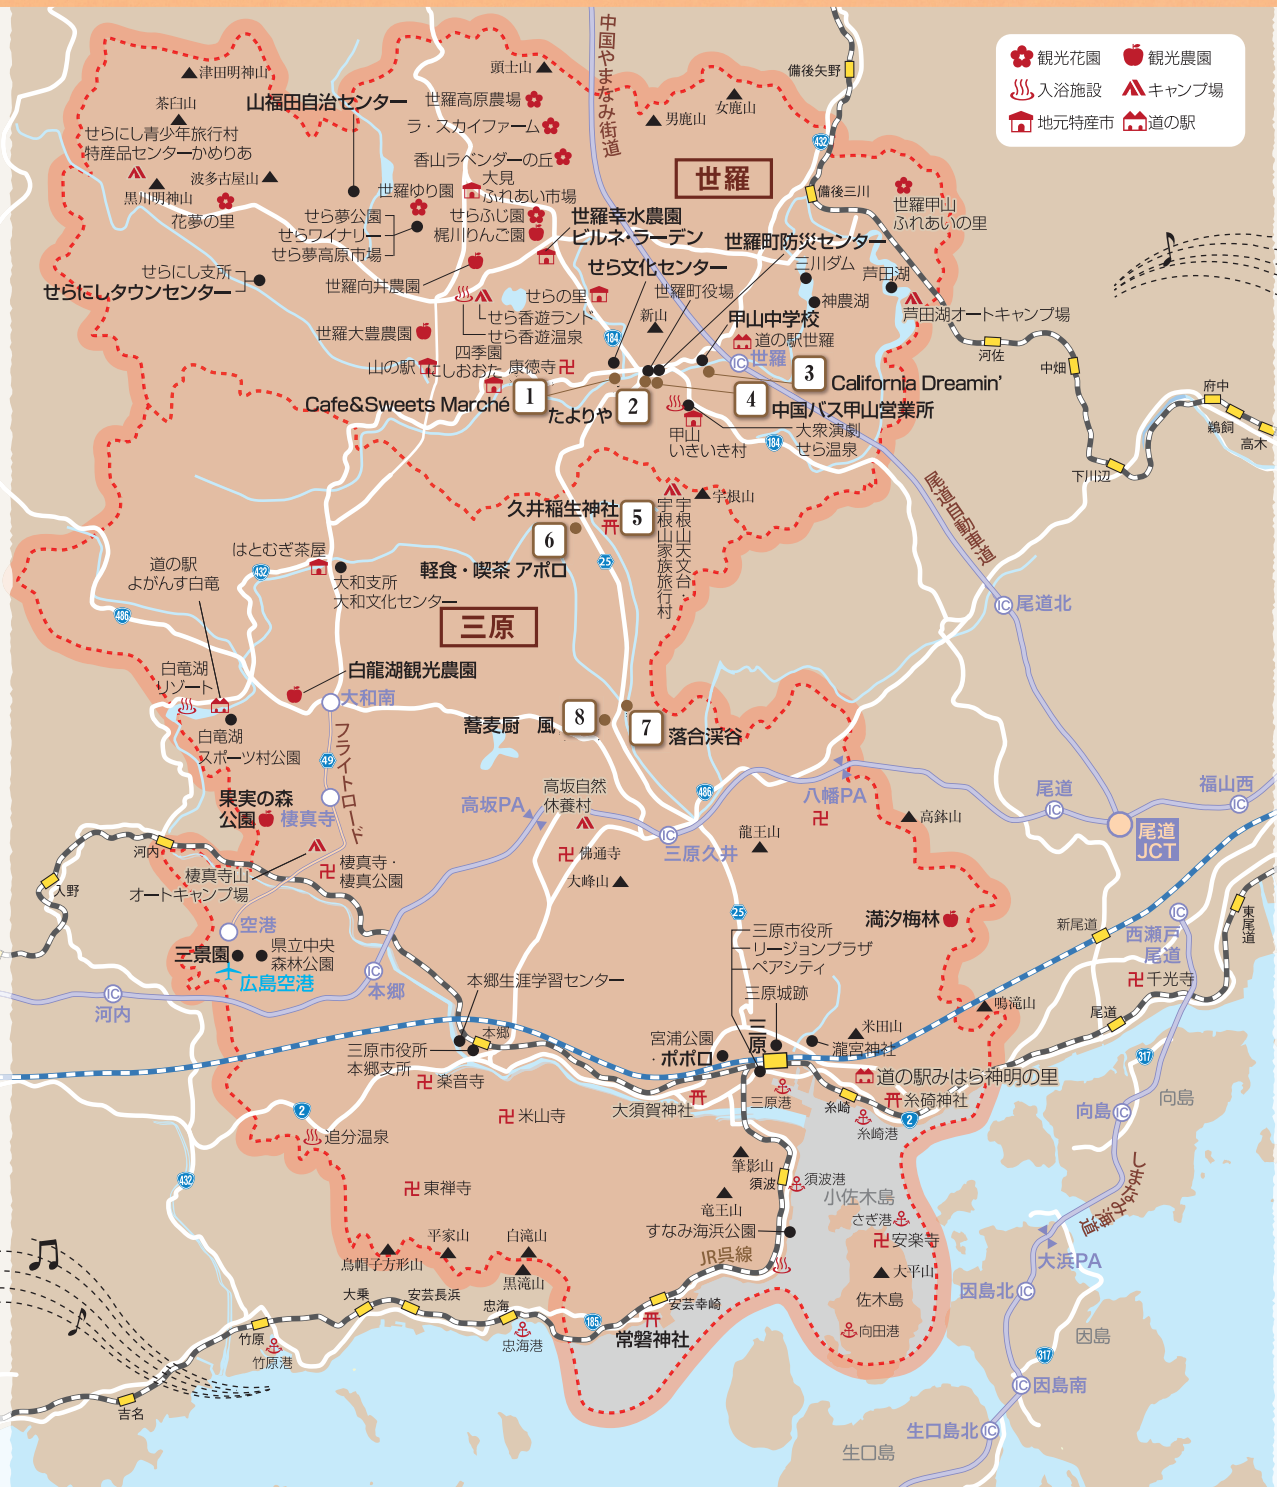 観光花園
観光農園
入浴施設
キャンプ場
地元特産市
道の駅
中国やまなみ街道
備後矢野
津田明神山
頭士山
茶臼山
山福田自治センター
世羅高原農場
女鹿山
ラ・スカイファーム
男鹿山
せらにし青少年旅行村
特産品センターかめりあ
432
香山ラベンダーの丘
世羅
波多古屋山
大見
ふれあい市場
黒川明神山
世羅ゆり園
備後三川
花夢の里
せら夢公園
せらワイナリー
せら夢高原市場
せらふじ園
梶川りんご園
世羅幸水農園
ビルネ・ラーデン
世羅甲山
ふれあいの里
世羅町防災センター
せらにし支所
せらにしタウンセンター
せら文化センター
三川ダム
芦田湖
世羅向井農園
せらの里
世羅町役場
神農湖
せら香遊ランド
せら香遊温泉
新山
甲山中学校
芦田湖オートキャンプ場
世羅大豊農園
184
道の駅世羅
河佐
山の駅
四季園
にしおおた
康徳寺
IC
世羅
中畑
3
California Dreamin'
府中
Cafe&Sweets Marché
1
たよりや
2
4
中国バス甲山営業所
鵜飼
高木
甲山
いきいき村
大衆演劇
せら温泉
184
下川辺
尾道自動車道
宇根山
久井稲生神社
5
宇根山天文台・
宇根山家族旅行村
6
はとむぎ茶屋
25
道の駅
よがんす白竜
432
軽食・喫茶 アポロ
大和支所
大和文化センター
486
三原
IC
尾道北
白竜湖
リゾート
白龍湖観光農園
大和南
8
7
蕎麦厨 風
落合渓谷
白竜湖
スポーツ村公園
フライトロード
49
高坂自然
休養村
486
八幡PA
尾道
IC
福山西
IC
果実の森
公園
棲真寺
高坂PA
高鉢山
尾道
JCT
IC
三原久井
龍王山
河内
佛通寺
棲真寺・
棲真公園
入野
棲真寺山
オートキャンプ場
大峰山
25
満汐梅林
新尾道
IC
西瀬戸
尾道
東尾道
空港
三原市役所
リージョンプラザ
ペアシティ
三景園
県立中央
森林公園
広島空港
IC
本郷
本郷生涯学習センター
三原城跡
千光寺
IC
河内
鳴滝山
本郷
三原
米田山
宮浦公園
・ポポロ
瀧宮神社
尾道
三原市役所
本郷支所
317
楽音寺
道の駅みはら神明の里
2
米山寺
大須賀神社
三原港
糸崎
糸碕神社
糸崎港
2
向島
IC
向島
追分温泉
筆影山
432
東禅寺
須波
須波港
小佐木島
しまなみ海道
竜王山
さぎ港
すなみ海浜公園
安楽寺
平家山
白滝山
JR呉線
大浜PA
烏帽子方形山
黒滝山
大平山
大乗
安芸長浜
忠海
安芸幸崎
佐木島
因島北
IC
竹原
185
常磐神社
向田港
因島
竹原港
忠海港
317
IC
因島南
吉名
生口島北
IC
生口島